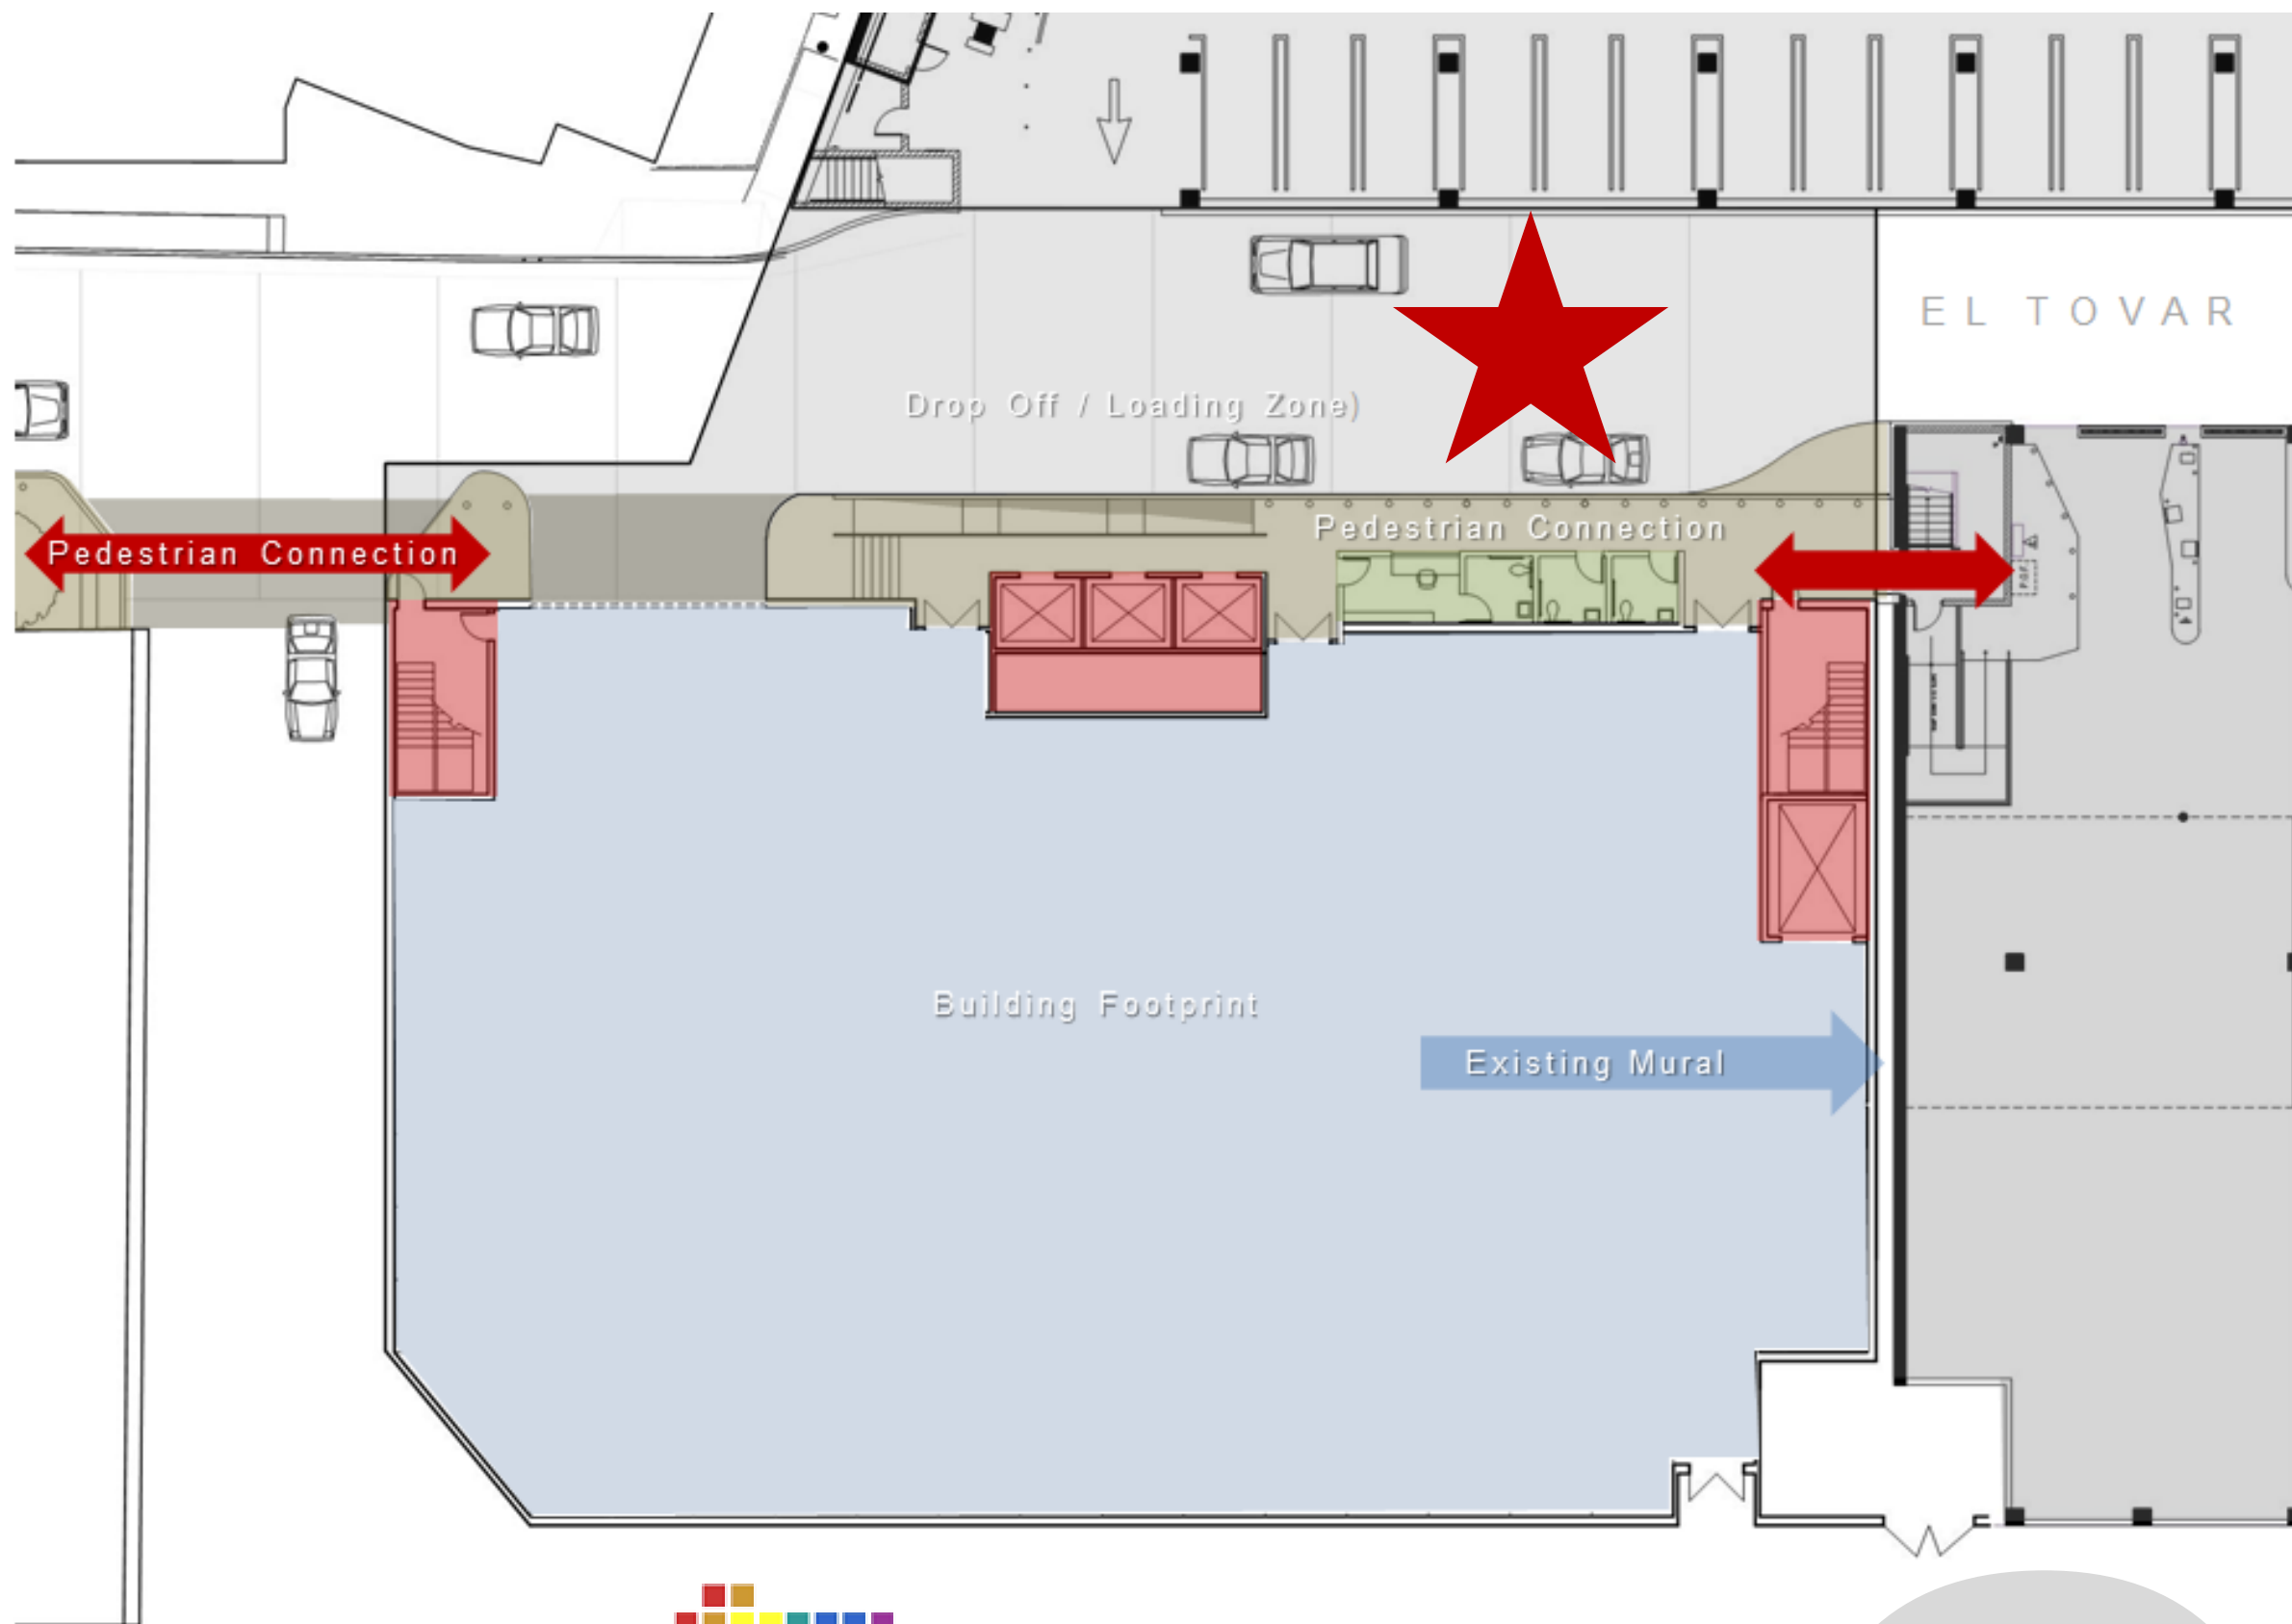 EL TOVAR
Drop Off / Loading Zone)
Pedestrian Connection
Pedestrian Connection
Building Footprint
Existing Mural